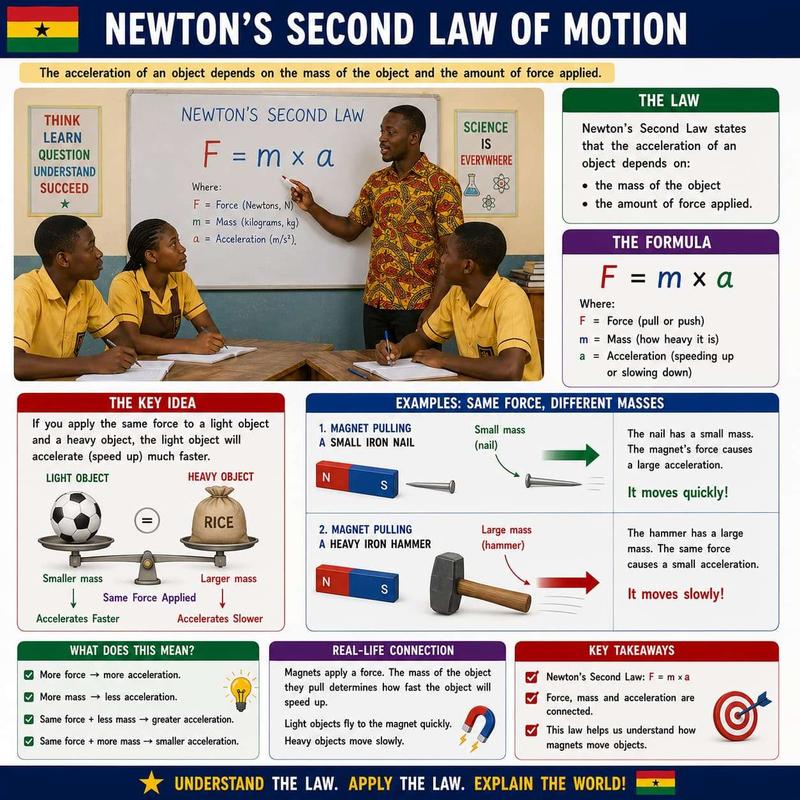 NEWTON'S SECOND LAW OF MOTION
The acceleration of an object depends on the mass of the object and the amount of force applied.
THINK
LEARN
QUESTION
UNDERSTAND
SUCCEED
NEWTON'S SECOND LAW
F = m × a
Where:
F = Force (Newtons, N)
m = Mass (kilograms, kg)
a = Acceleration (m/s²),
SCIENCE
IS
EVERYWHERE
THE LAW
Newton's Second Law states
that the acceleration of an
object depends on:
• the mass of the object
• the amount of force applied.
THE FORMULA
F = m × a
Where:
F = Force (pull or push)
m = Mass (how heavy it is)
a = Acceleration (speeding up
or slowing down)
THE KEY IDEA
If you apply the same force to a light object
and a heavy object, the light object will
accelerate (speed up) much faster.
LIGHT OBJECT
HEAVY OBJECT
=
RICE
Smaller mass
Larger mass
Same Force Applied
Accelerates Faster
Accelerates Slower
EXAMPLES: SAME FORCE, DIFFERENT MASSES
1. MAGNET PULLING
A SMALL IRON NAIL
Small mass
(nail)
N S
The nail has a small mass.
The magnet's force causes
a large acceleration.
It moves quickly!
2. MAGNET PULLING
A HEAVY IRON HAMMER
Large mass
(hammer)
N S
The hammer has a large
mass. The same force
causes a small acceleration.
It moves slowly!
WHAT DOES THIS MEAN?
More force → more acceleration.
More mass → less acceleration.
Same force + less mass → greater acceleration.
Same force + more mass → smaller acceleration.
REAL-LIFE CONNECTION
Magnets apply a force. The mass of the object
they pull determines how fast the object will
speed up.
Light objects fly to the magnet quickly.
Heavy objects move slowly.
KEY TAKEAWAYS
Newton's Second Law: F = m × a
Force, mass and acceleration are
connected.
This law helps us understand how
magnets move objects.
UNDERSTAND THE LAW. APPLY THE LAW. EXPLAIN THE WORLD!